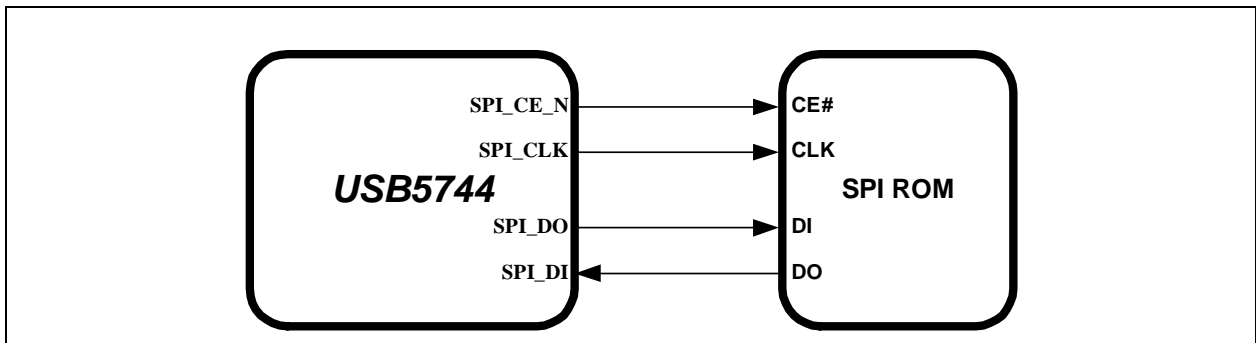 SPI_CE_N CE#
SPI_CLK CLK
USB5744 SPI ROM
SPI_DO DI
SPI_DI DO